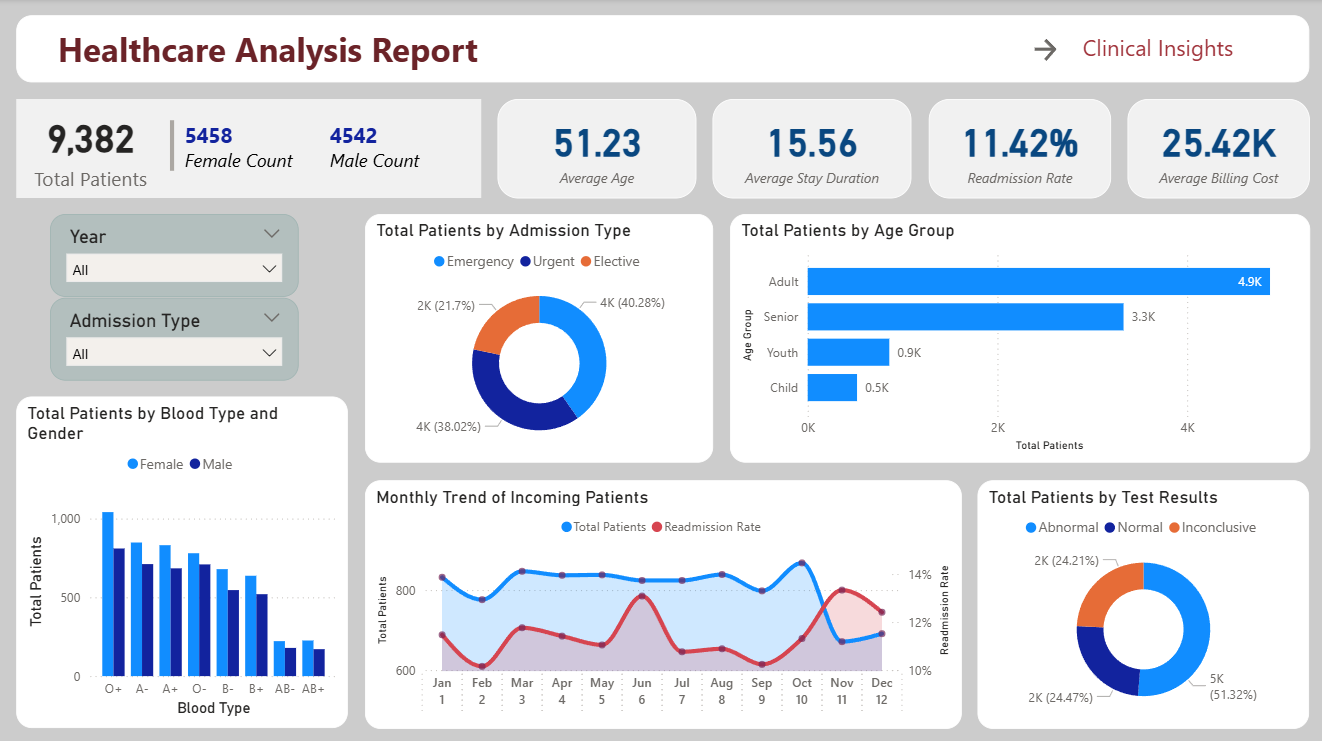 Healthcare Analysis Report
Clinical Insights
9,382
Total Patients
5458
Female Count
4542
Male Count
51.23
Average Age
15.56
Average Stay Duration
11.42%
Readmission Rate
25.42K
Average Billing Cost
Year
All
Admission Type
All
Total Patients by Admission Type
Emergency Urgent Elective
2K (21.7%)
4K (40.28%)
4K (38.02%)
Total Patients by Age Group
Age Group
Adult 4.9K
Senior 3.3K
Youth 0.9K
Child 0.5K
0K 2K 4K
Total Patients
Total Patients by Blood Type and
Gender
Female Male
Total Patients
1,000
500
0
O+ A- A+ O- B- B+ AB- AB+
Blood Type
Monthly Trend of Incoming Patients
Total Patients Readmission Rate
Total Patients
800
600
14%
12%
10%
Readmission Rate
Jan Feb Mar Apr May Jun Jul Aug Sep Oct Nov Dec
1 2 3 4 5 6 7 8 9 10 11 12
Total Patients by Test Results
Abnormal Normal Inconclusive
2K (24.21%)
5K
(51.32%)
2K (24.47%)